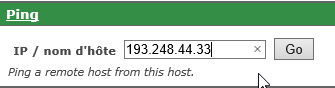 Ping
IP / nom d'hôte 193.248.44.33 × Go
Ping a remote host from this host.